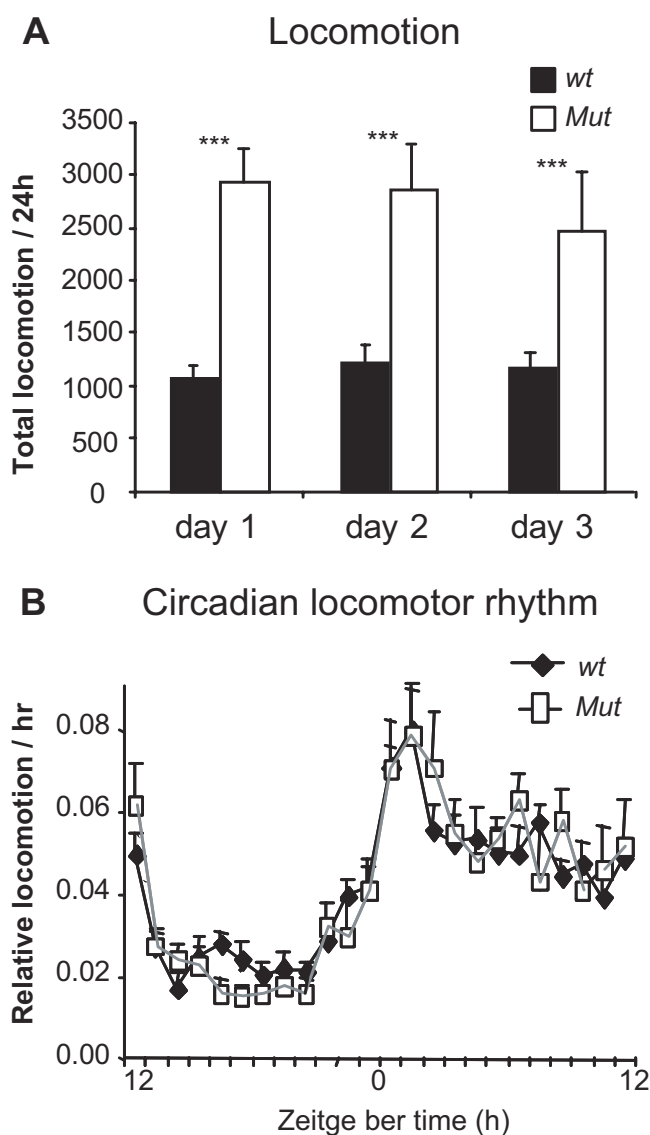 A Locomotion
wt
Mut
Total locomotion / 24h
3500
3000
2500
2000
1500
1000
500
0
***
***
***
day 1 day 2 day 3
B Circadian locomotor rhythm
wt
Mut
Relative locomotion / hr
0.08
0.06
0.04
0.02
0.00
12 0 12
Zeitge ber time (h)